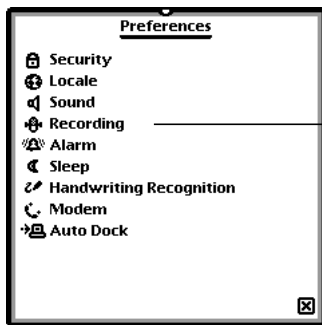 Preferences
Security
Locale
Sound
Recording
Alarm
Sleep
Handwriting Recognition
Modem
Auto Dock